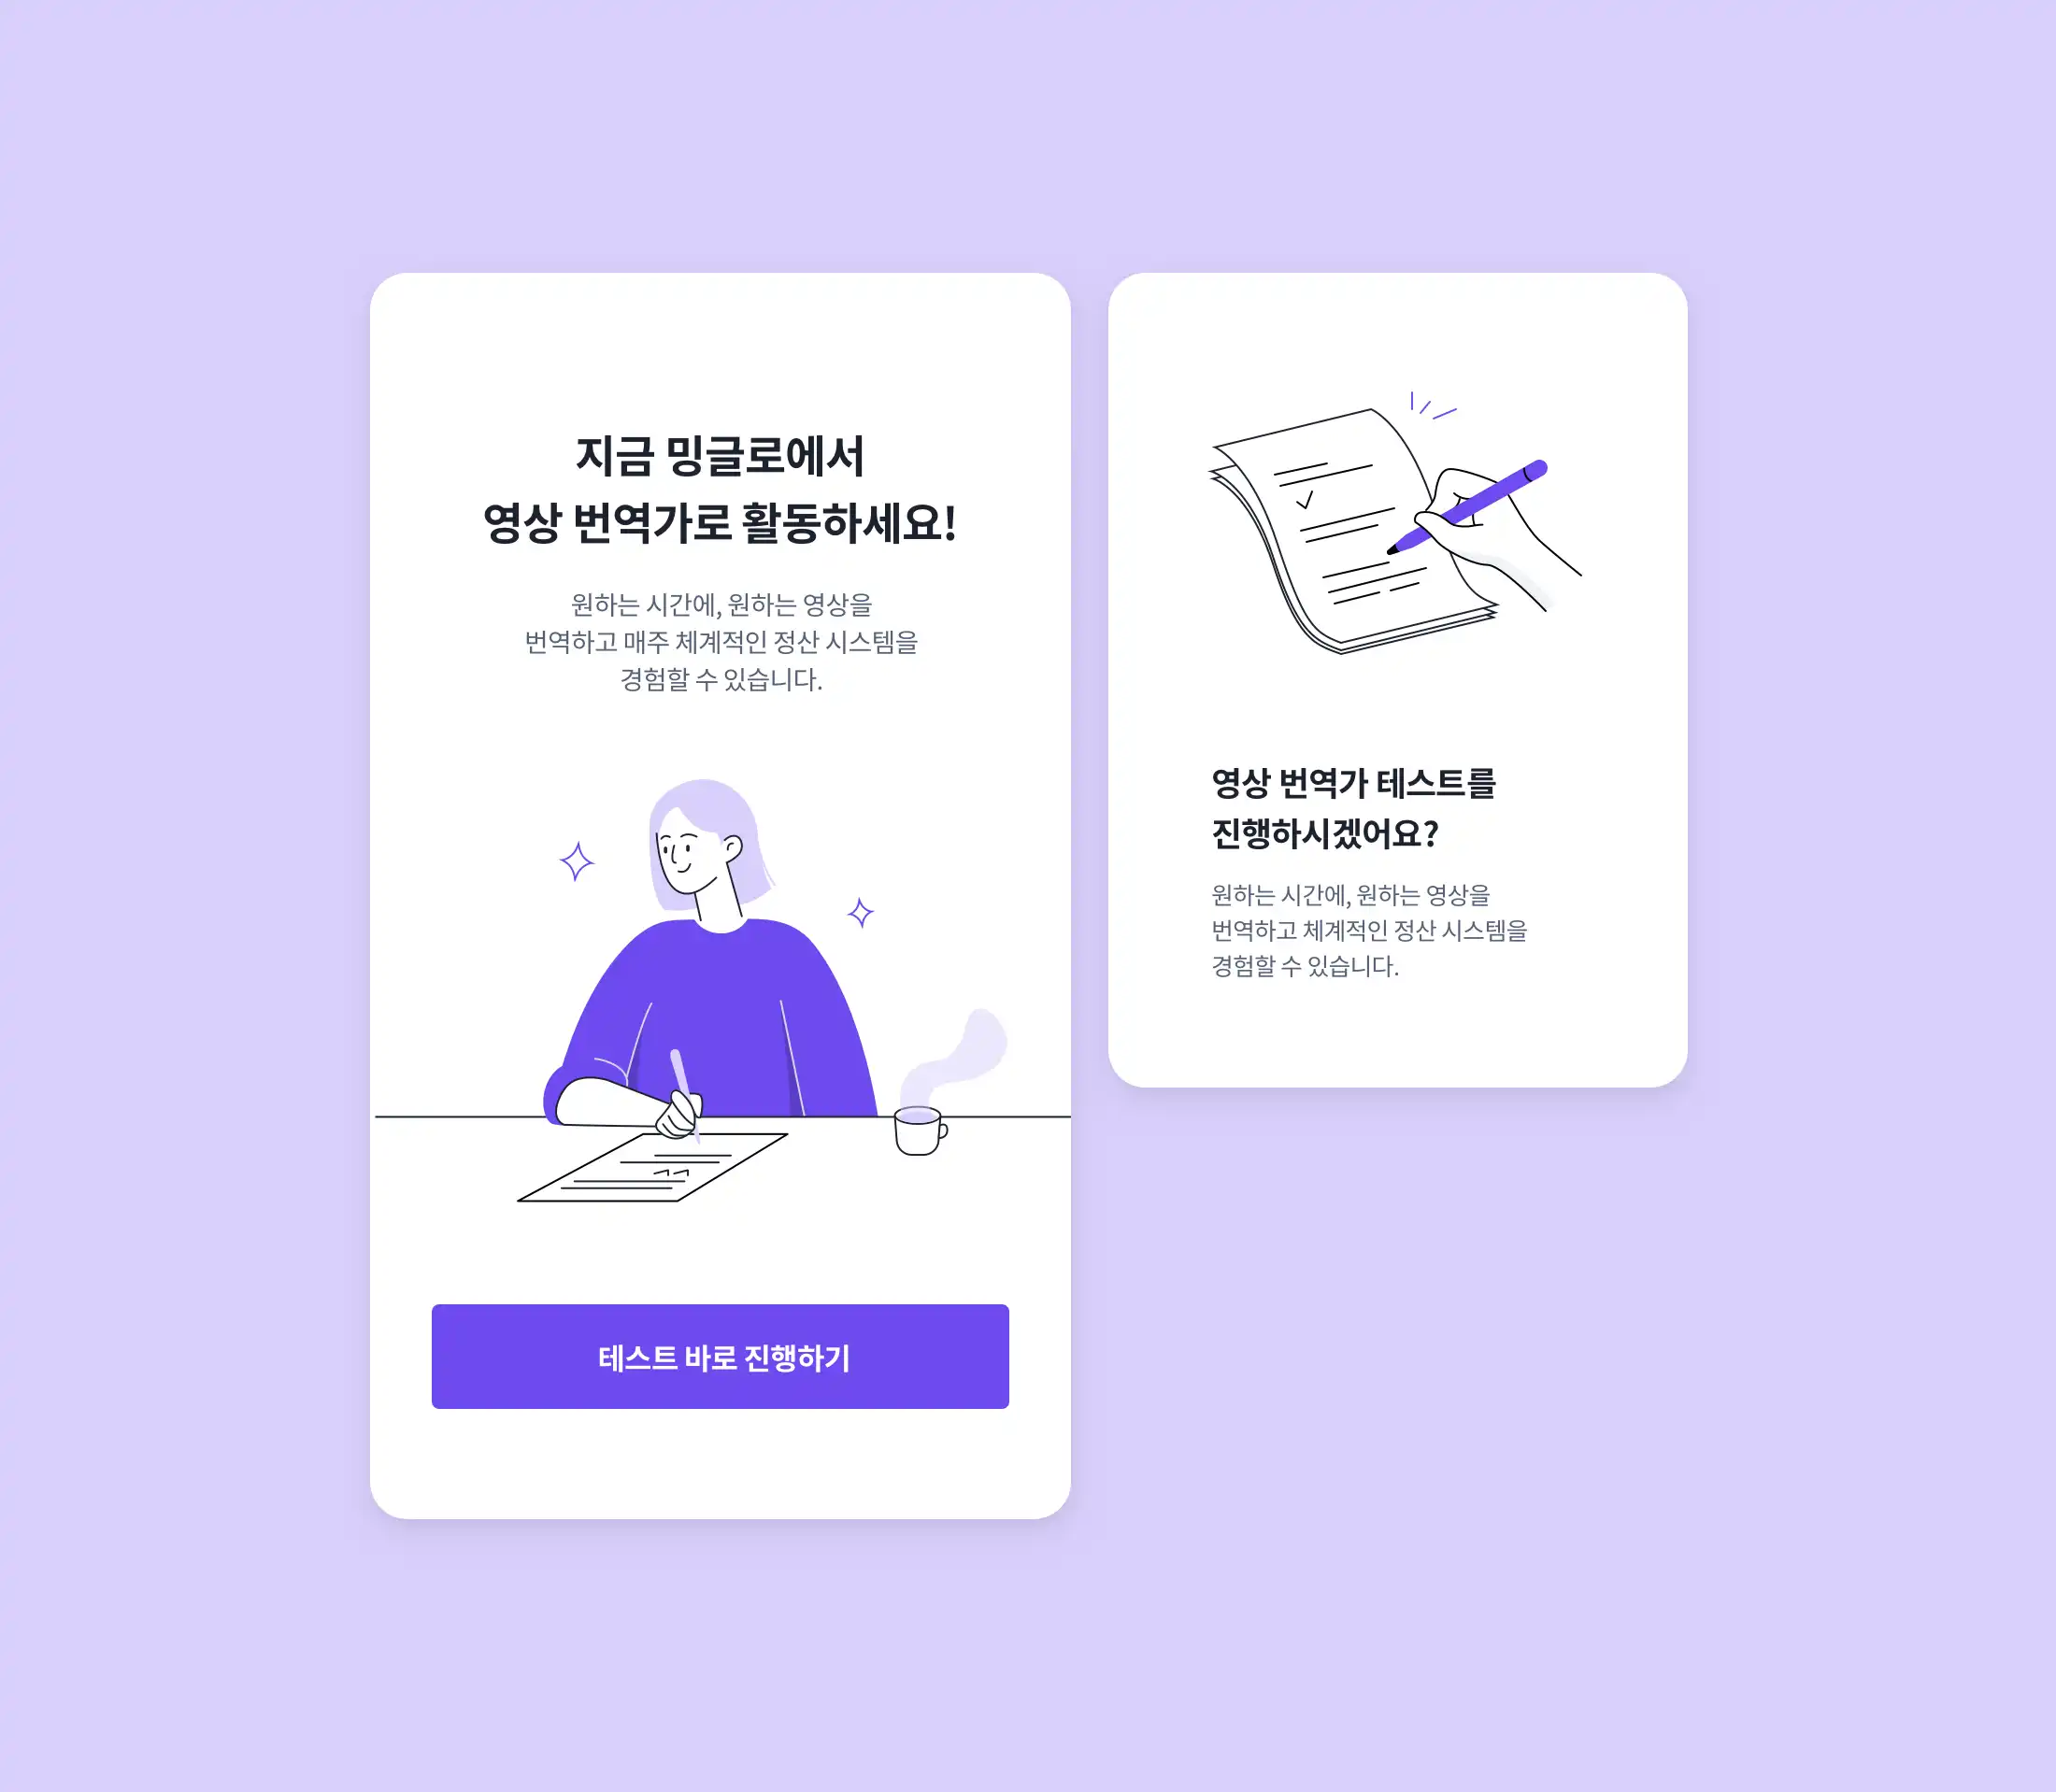 지금 밍글로에서
영상 번역가로 활동하세요!
원하는 시간에, 원하는 영상을
번역하고 매주 체계적인 정산 시스템을
경험할 수 있습니다.
테스트 바로 진행하기
영상 번역가 테스트를
진행하시겠어요?
원하는 시간에, 원하는 영상을
번역하고 체계적인 정산 시스템을
경험할 수 있습니다.